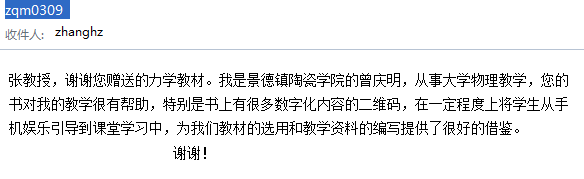 zqm0309
收件人: zhanghz
张教授，谢谢您赠送的力学教材。我是景德镇陶瓷学院的曾庆明，从事大学物理教学，您的
书对我的教学很有帮助，特别是书上有很多数字化内容的二维码，在一定程度上将学生从手
机娱乐引导到课堂学习中，为我们教材的选用和教学资料的编写提供了很好的借鉴。
谢谢！